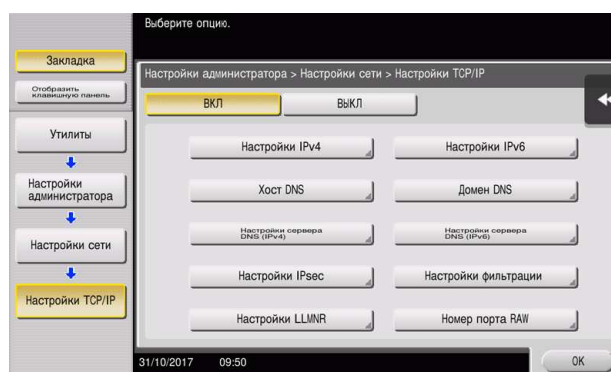 Выберите опцию.
Закладка
Отобразить
клавишную панель
Утилиты
Настройки
администратора
Настройки сети
Настройки TCP/IP
Настройки администратора > Настройки сети > Настройки TCP/IP
ВКЛ
ВЫКЛ
Настройки IPv4
Настройки IPv6
Хост DNS
Домен DNS
Настройки сервера
DNS (IPv4)
Настройки сервера
DNS (IPv6)
Настройки IPsec
Настройки фильтрации
Настройки LLMNR
Номер порта RAW
31/10/2017 09:50
OK